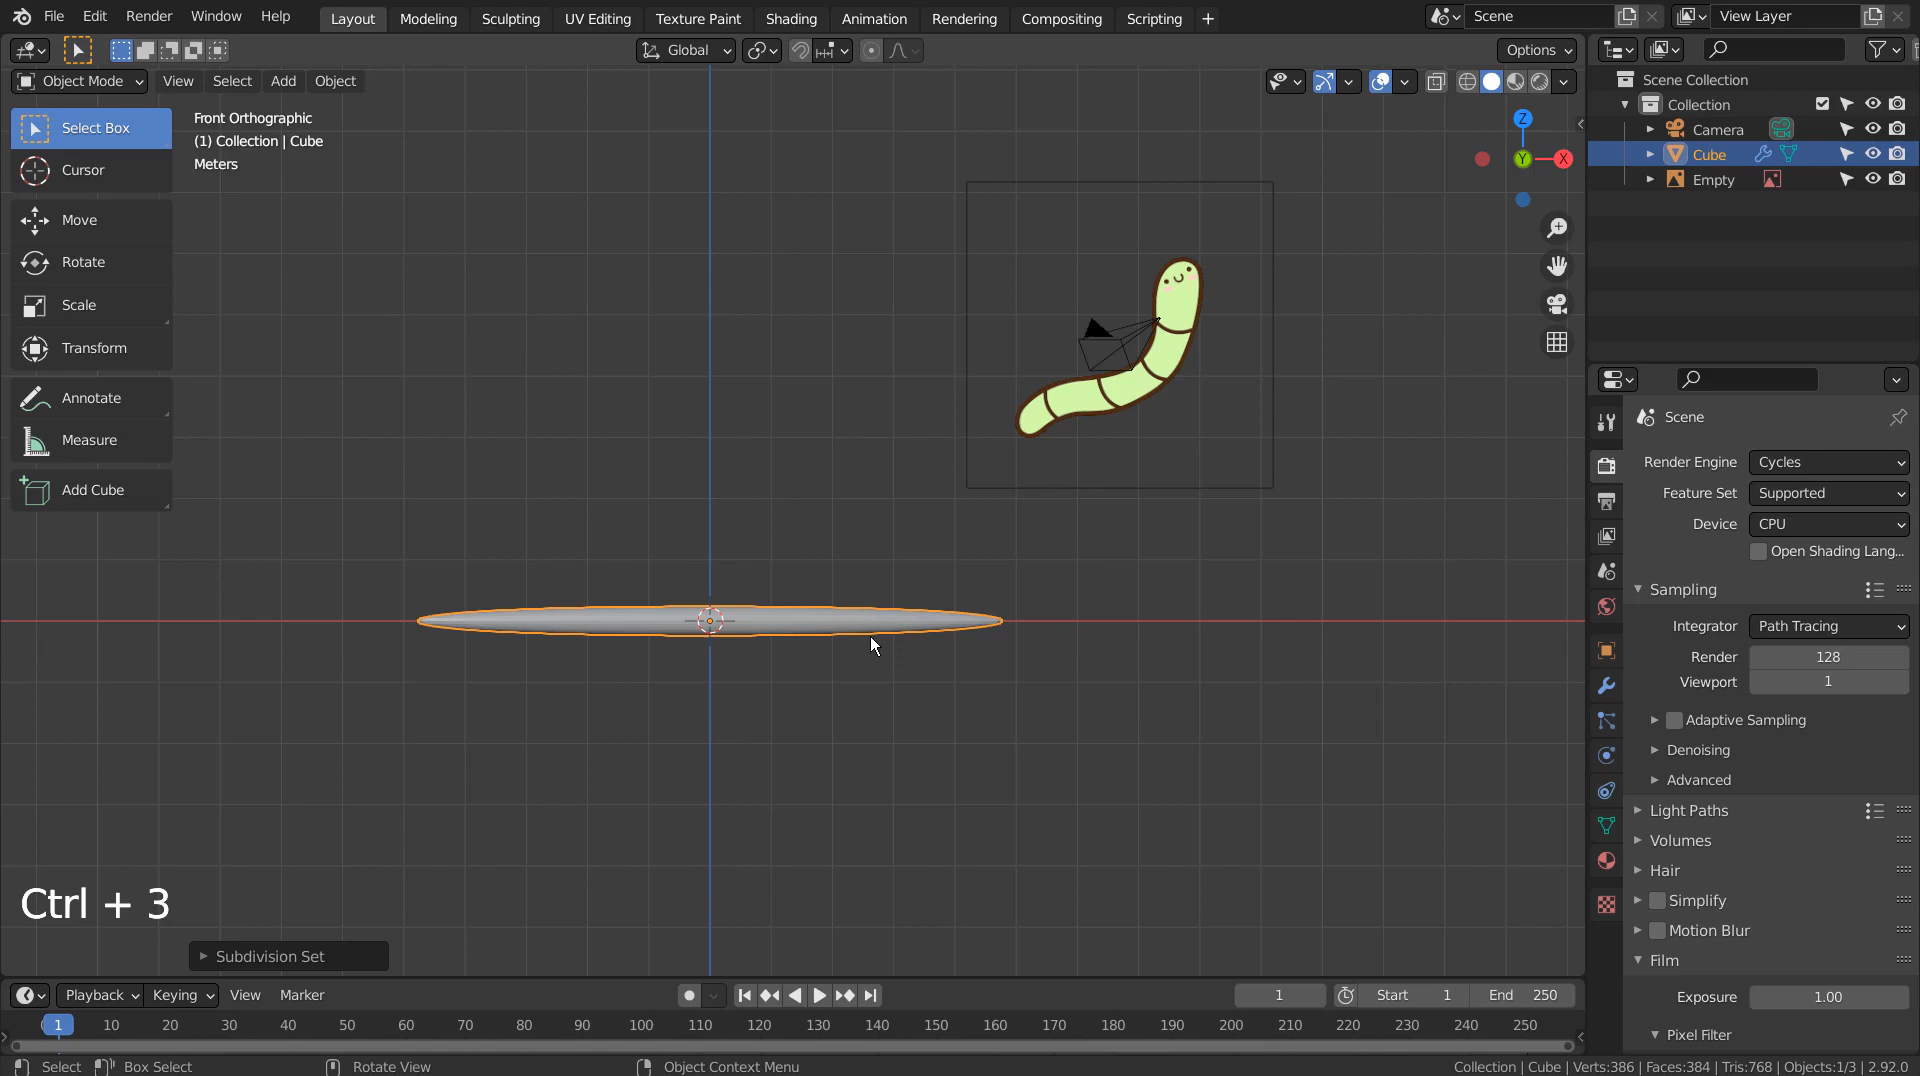 File Edit Render Window Help Layout Modeling Sculpting UV Editing Texture Paint Shading Animation Rendering Compositing Scripting + Scene View Layer
Global Options
Object Mode View Select Add Object
Select Box
Cursor
Move
Rotate
Scale
Transform
Annotate
Measure
Add Cube
Front Orthographic
(1) Collection | Cube
Meters
Z
Y
X
Ctrl + 3
Subdivision Set
Scene Collection
Collection
Camera
Cube
Empty
Scene
Render Engine Cycles
Feature Set Supported
Device CPU
Open Shading Lang...
Sampling
Integrator Path Tracing
Render 128
Viewport 1
Adaptive Sampling
Denoising
Advanced
Light Paths
Volumes
Hair
Simplify
Motion Blur
Film
Exposure 1.00
Pixel Filter
Playback Keying View Marker 1 Start 1 End 250
1 10 20 30 40 50 60 70 80 90 100 110 120 130 140 150 160 170 180 190 200 210 220 230 240 250
Select Box Select Rotate View Object Context Menu Collection | Cube | Verts:386 | Faces:384 | Tris:768 | Objects:1/3 | 2.92.0